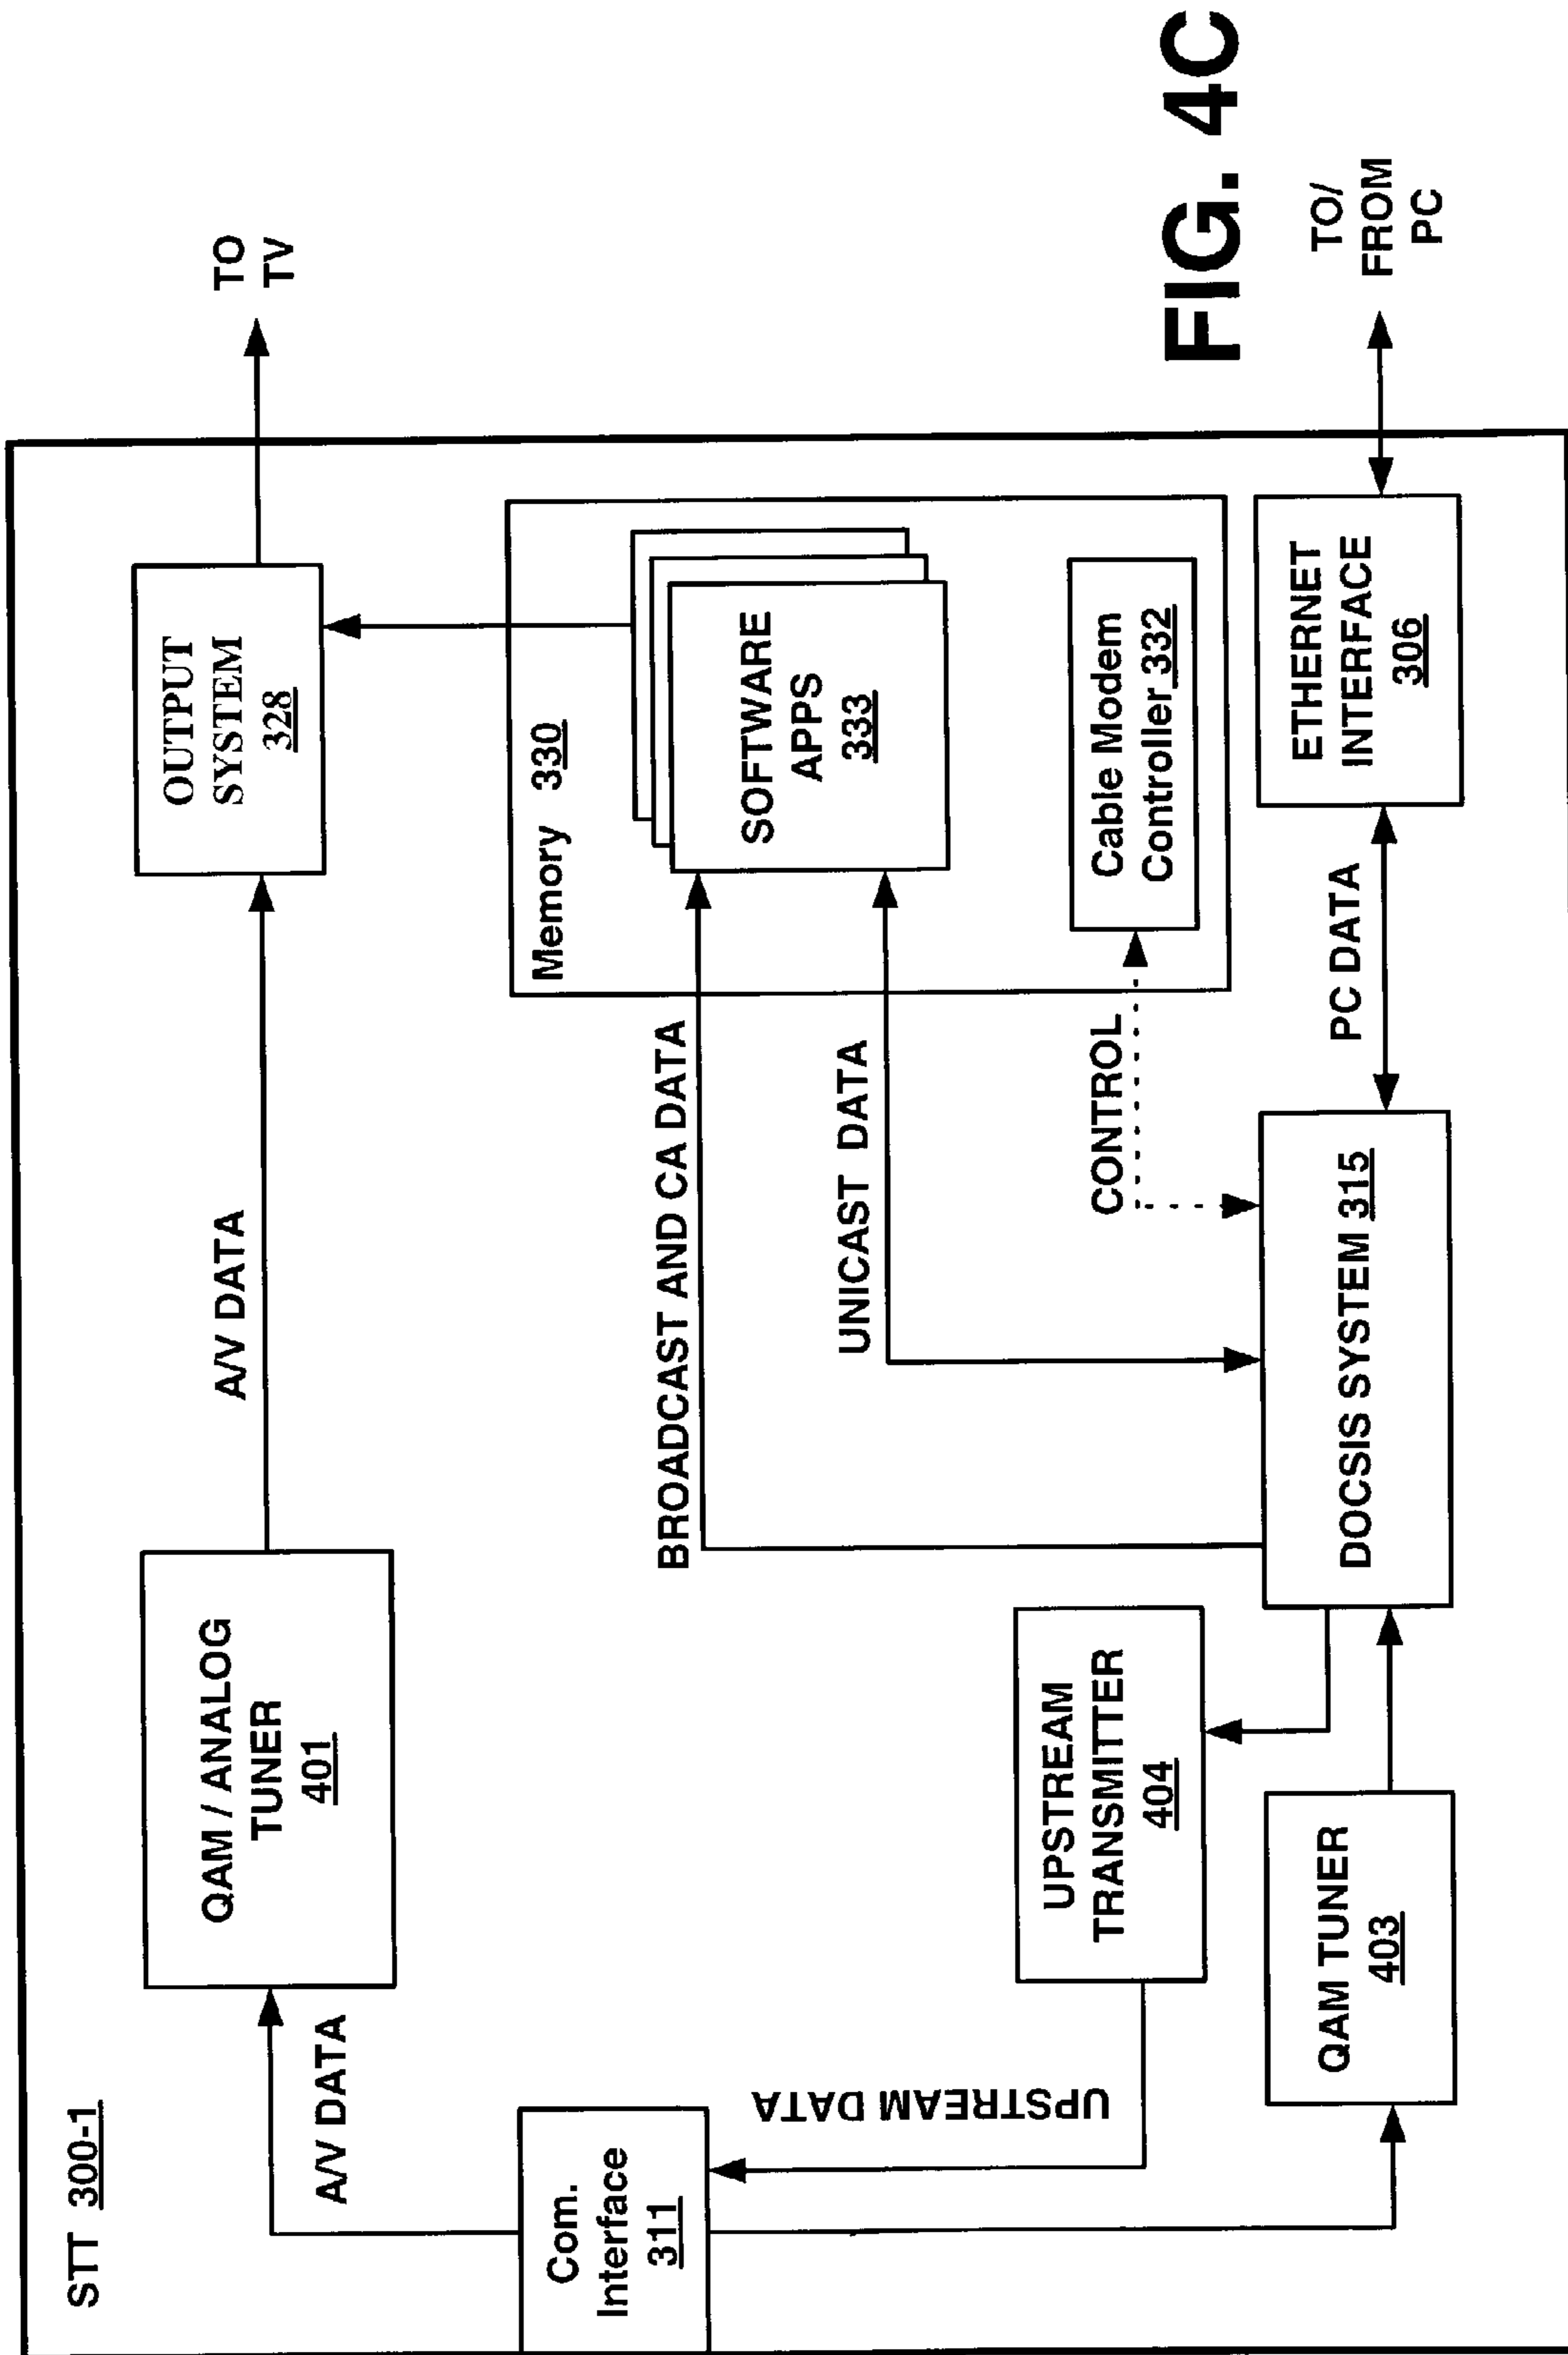 STT 300-1
A/V DATA
QAM / ANALOG
TUNER
401
A/V DATA
OUTPUT
SYSTEM
328
TO
TV
Com.
Interface
311
UPSTREAM DATA
UPSTREAM
TRANSMITTER
404
QAM TUNER
403
BROADCAST AND CA DATA
UNICAST DATA
CONTROL
DOCSIS SYSTEM 315
Memory 330
SOFTWARE
APPS
333
Cable Modem
Controller 332
PC DATA
ETHERNET
INTERFACE
306
TO/
FROM
PC
FIG. 4C